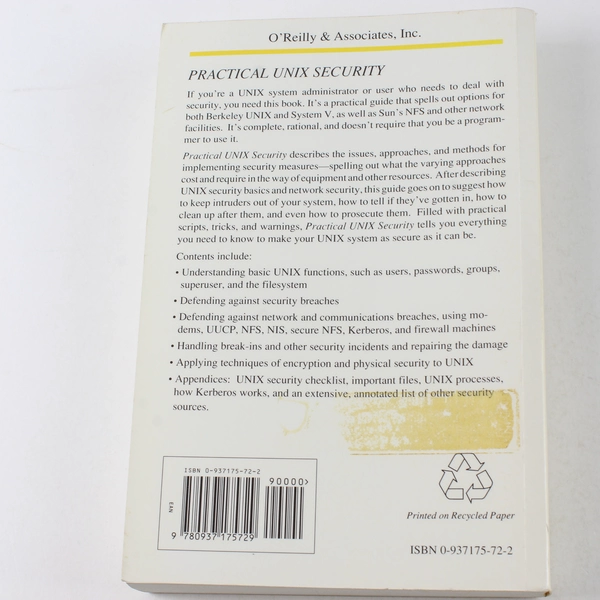 O'Reilly & Associates, Inc.
PRACTICAL UNIX SECURITY
If you're a UNIX system administrator or user who needs to deal with
security, you need this book. It's a practical guide that spells out options for
both Berkeley UNIX and System V, as well as Sun's NFS and other network
facilities. It's complete, rational, and doesn't require that you be a program-
mer to use it.
Practical UNIX Security describes the issues, approaches, and methods for
implementing security measures—spelling out what the varying approaches
cost and require in the way of equipment and other resources. After describing
UNIX security basics and network security, this guide goes on to suggest how
to keep intruders out of your system, how to tell if they've gotten in, how to
clean up after them, and even how to prosecute them. Filled with practical
scripts, tricks, and warnings, Practical UNIX Security tells you everything
you need to know to make your UNIX system as secure as it can be.
Contents include:
• Understanding basic UNIX functions, such as users, passwords, groups,
superuser, and the filesystem
• Defending against security breaches
• Defending against network and communications breaches, using mo-
dems, UUCP, NFS, NIS, secure NFS, Kerberos, and firewall machines
• Handling break-ins and other security incidents and repairing the damage
• Applying techniques of encryption and physical security to UNIX
• Appendices: UNIX security checklist, important files, UNIX processes,
how Kerberos works, and an extensive, annotated list of other security
sources.
ISBN 0-937175-72-2
90000>
EAN
9 780937 175729
Printed on Recycled Paper
ISBN 0-937175-72-2